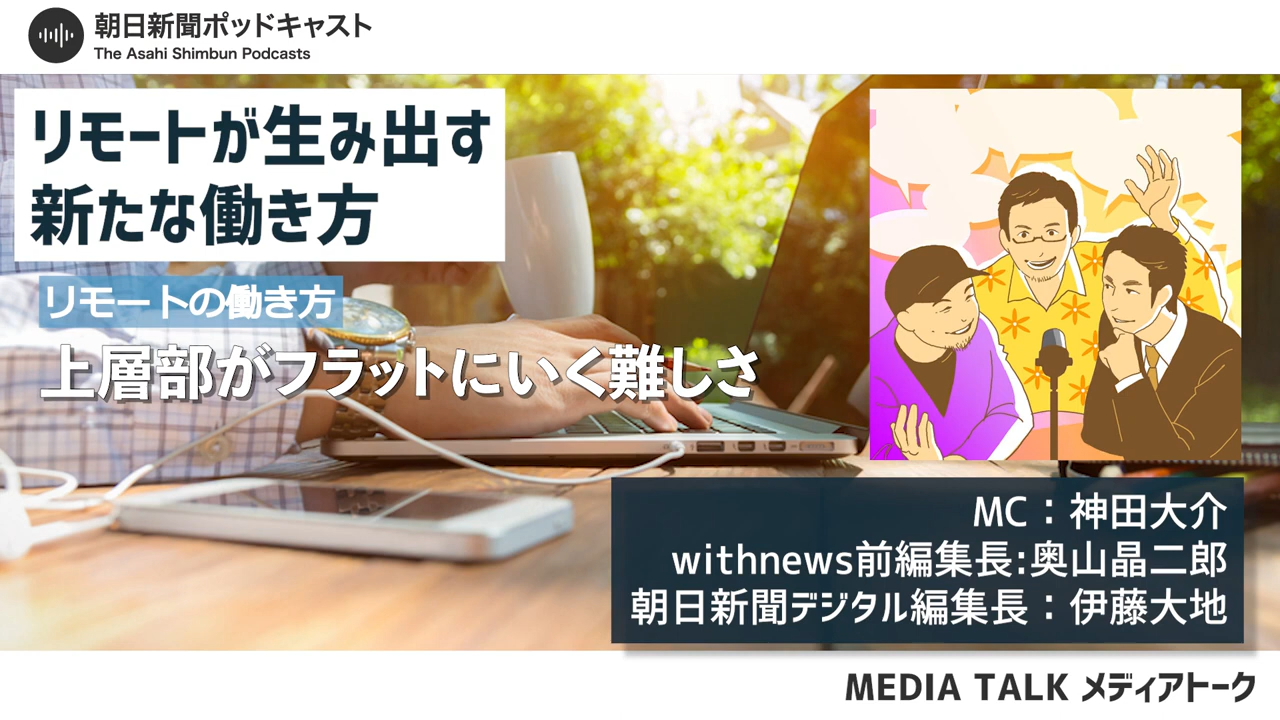 朝日新聞ポッドキャスト
The Asahi Shimbun Podcasts
リモートが生み出す
新たな働き方
リモートの働き方
上層部がフラットにいく難しさ
MC：神田大介
withnews前編集長:奥山晶二郎
朝日新聞デジタル編集長：伊藤大地
MEDIA TALK メディアトーク